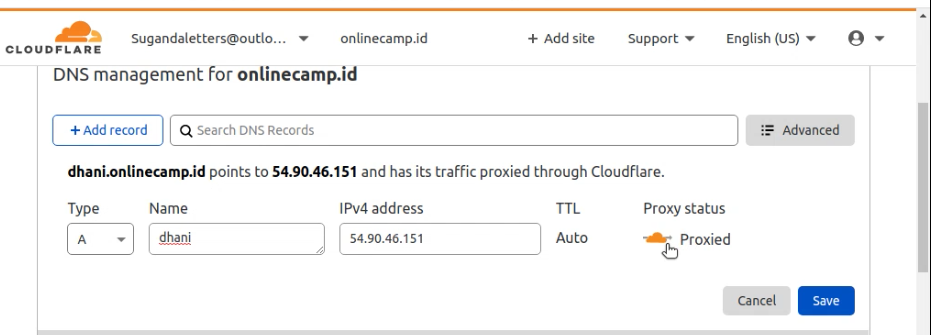 CLOUDFLARE Sugandaletters@outlo... onlinecamp.id + Add site Support English (US)
DNS management for onlinecamp.id
+ Add record Search DNS Records Advanced
dhani.onlinecamp.id points to 54.90.46.151 and has its traffic proxied through Cloudflare.
Type Name IPv4 address TTL Proxy status
A dhani 54.90.46.151 Auto Proxied
Cancel Save